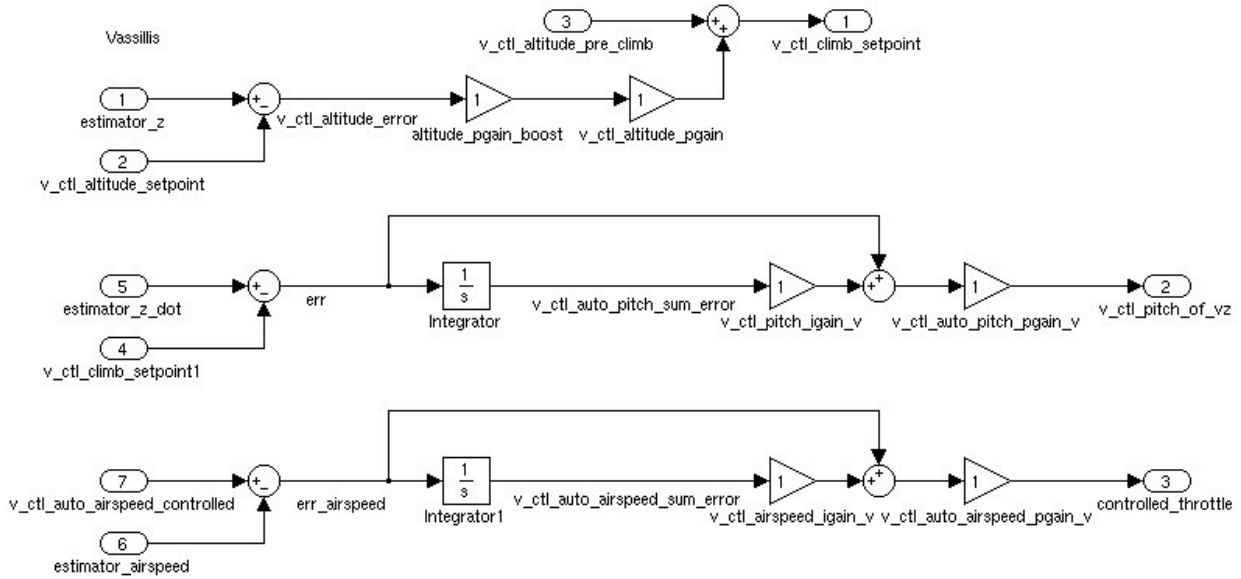 Vassillis
3
v_ctl_altitude_pre_climb
1
v_ctl_climb_setpoint
1
estimator_z
v_ctl_altitude_error
1
altitude_pgain_boost
1
v_ctl_altitude_pgain
2
v_ctl_altitude_setpoint
5
estimator_z_dot
err
1
s
Integrator
v_ctl_auto_pitch_sum_error
1
v_ctl_pitch_igain_v
1
v_ctl_auto_pitch_pgain_v
2
v_ctl_pitch_of_vz
4
v_ctl_climb_setpoint1
7
v_ctl_auto_airspeed_controlled
err_airspeed
1
s
Integrator1
v_ctl_auto_airspeed_sum_error
1
v_ctl_airspeed_igain_v
1
v_ctl_auto_airspeed_pgain_v
3
controlled_throttle
6
estimator_airspeed